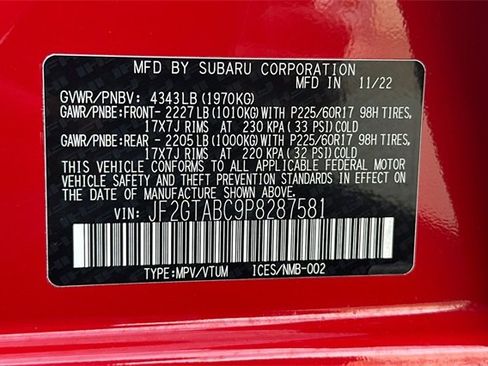 MFD BY SUBARU CORPORATION
MFD IN 11/22
GVWR/PNBV: 4343LB (1970KG)
GAWR/PNBE:FRONT- 2227LB (1010KG)WITH P225/60R17 98H TIRES,
17X7J RIMS AT 230 KPA ( 33 PSI)COLD
GAWR/PNBE:REAR - 2205LB (1000KG)WITH P225/60R17 98H TIRES,
17X7J RIMS AT 220 KPA ( 32 PSI)COLD
THIS VEHICLE CONFORMS TO ALL APPLICABLE FEDERAL MOTOR
VEHICLE SAFETY AND THEFT PREVENTION STANDARDS IN EFFECT
ON THE DATE OF MANUFACTURE SHOWN ABOVE.
VIN: JF2GTABC9P8287581
TYPE:MPV/VTUM ICES/NMB-002